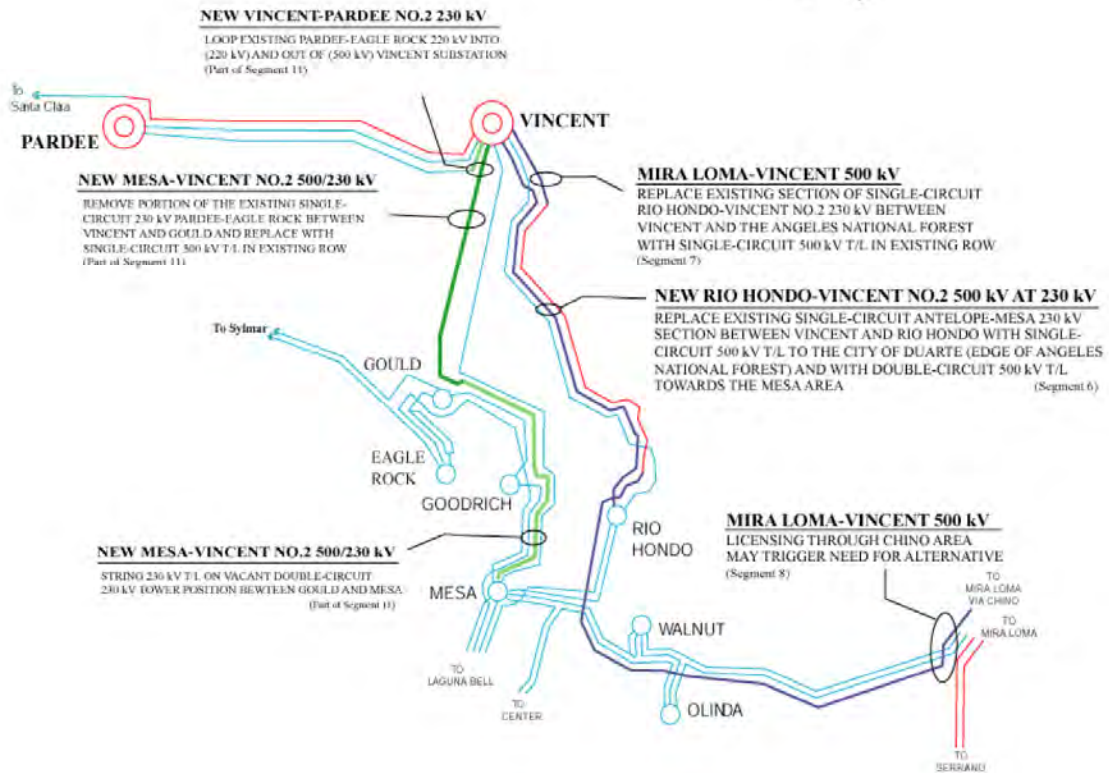 NEW VINCENT-PARDEE NO.2 230 kV
LOOP EXISTING PARDEE-EAGLE ROCK 220 kV INTO
(220 kV) AND OUT OF (500 kV) VINCENT SUBSTATION
(Part of Segment 11)
To
Santa Clara
PARDEE
VINCENT
NEW MESA-VINCENT NO.2 500/230 kV
REMOVE PORTION OF THE EXISTING SINGLE-
CIRCUIT 230 kV PARDEE-EAGLE ROCK BETWEEN
VINCENT AND GOULD AND REPLACE WITH
SINGLE-CIRCUIT 500 kV T/L IN EXISTING ROW
(Part of Segment 11)
MIRA LOMA-VINCENT 500 kV
REPLACE EXISTING SECTION OF SINGLE-CIRCUIT
RIO HONDO-VINCENT NO.2 230 kV BETWEEN
VINCENT AND THE ANGELES NATIONAL FOREST
WITH SINGLE-CIRCUIT 500 kV T/L IN EXISTING ROW
(Segment 7)
NEW RIO HONDO-VINCENT NO.2 500 kV AT 230 kV
REPLACE EXISTING SINGLE-CIRCUIT ANTELOPE-MESA 230 kV
SECTION BETWEEN VINCENT AND RIO HONDO WITH SINGLE-
CIRCUIT 500 kV T/L TO THE CITY OF DUARTE (EDGE OF ANGELES
NATIONAL FOREST) AND WITH DOUBLE-CIRCUIT 500 kV T/L
TOWARDS THE MESA AREA (Segment 6)
To Sylmar
GOULD
EAGLE
ROCK
GOODRICH
RIO
HONDO
NEW MESA-VINCENT NO.2 500/230 kV
STRING 230 kV T/L ON VACANT DOUBLE-CIRCUIT
230 kV TOWER POSITION BEWTEEN GOULD AND MESA
(Part of Segment 11)
MESA
MIRA LOMA-VINCENT 500 kV
LICENSING THROUGH CHINO AREA
MAY TRIGGER NEED FOR ALTERNATIVE
(Segment 8)
TO
MIRA LOMA
VIA CHINO
TO
MIRA LOMA
WALNUT
OLINDA
TO
LAGUNA BELL
TO
CENTER
TO
SERRANO